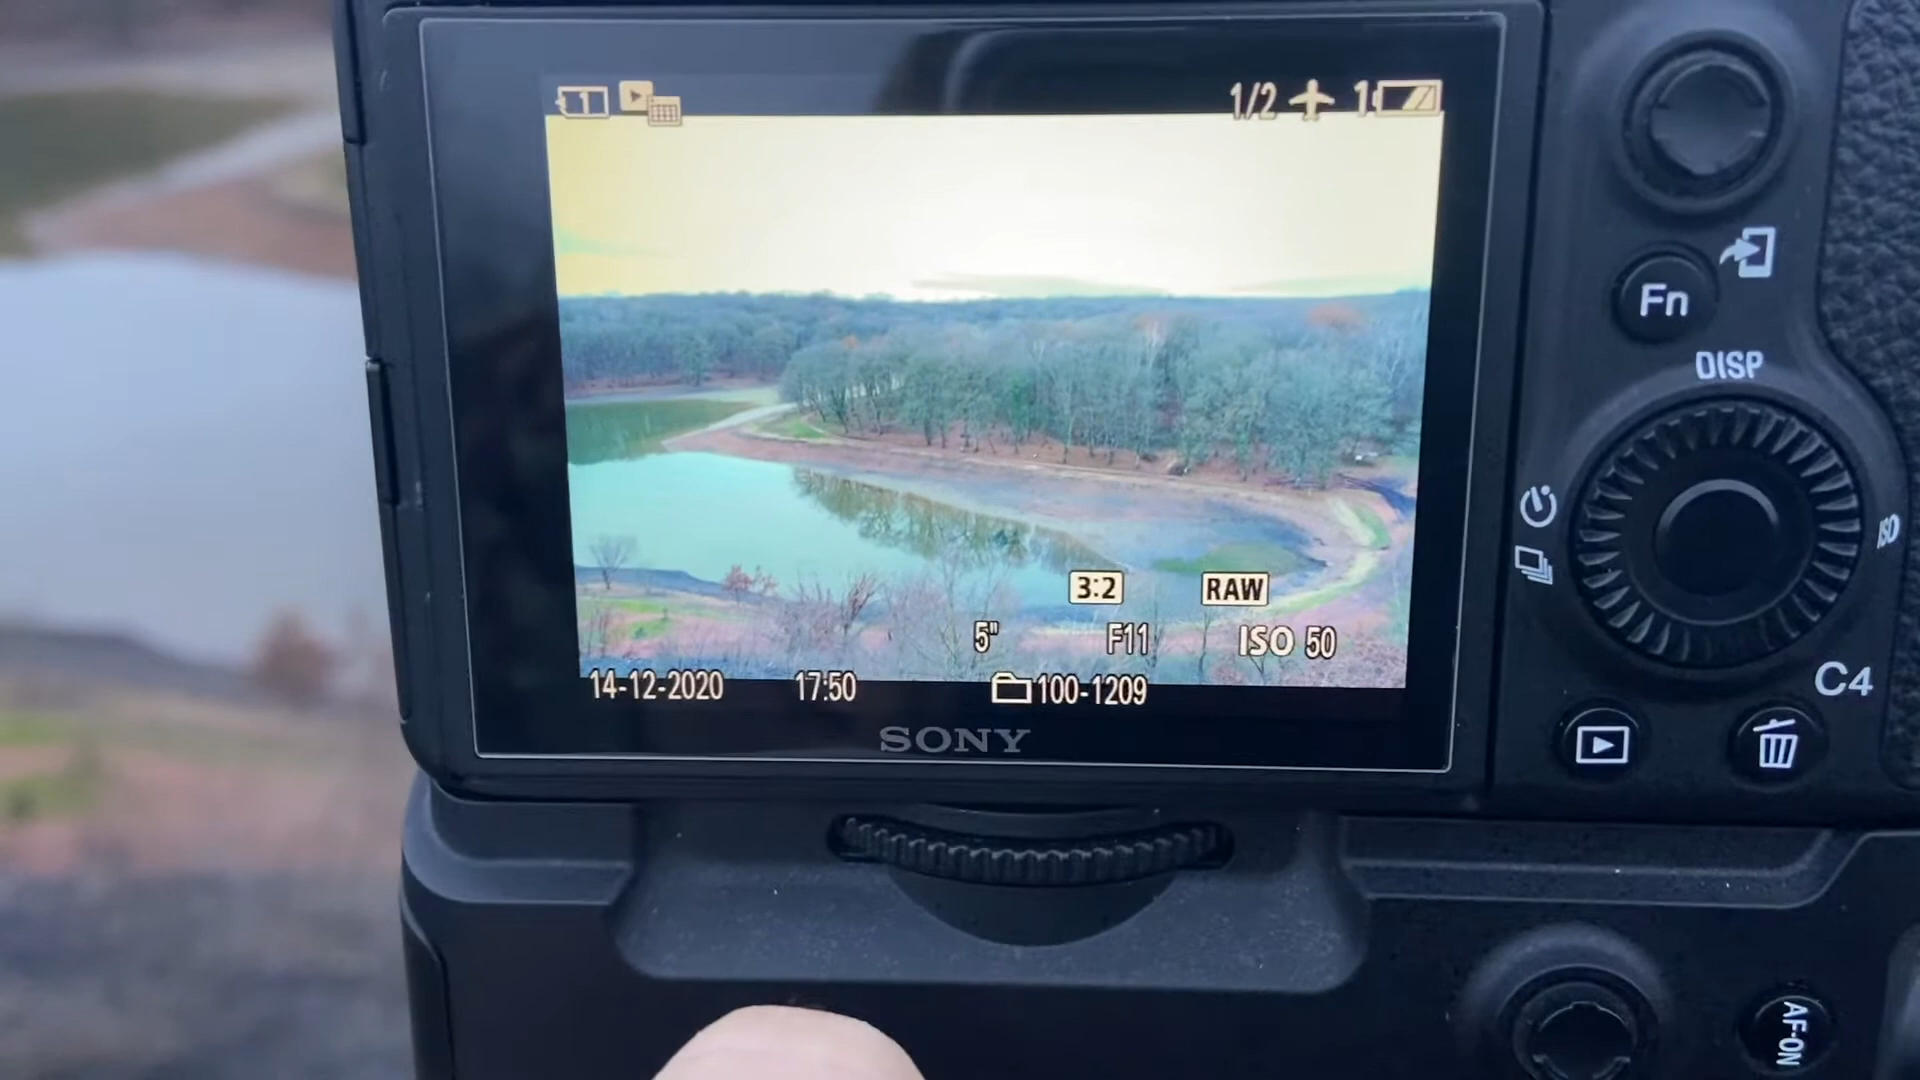 1
1/2 1
3:2 RAW
5" F11 ISO 50
14-12-2020 17:50 100-1209
SONY
Fn
DISP
ISO
C4
AF-ON